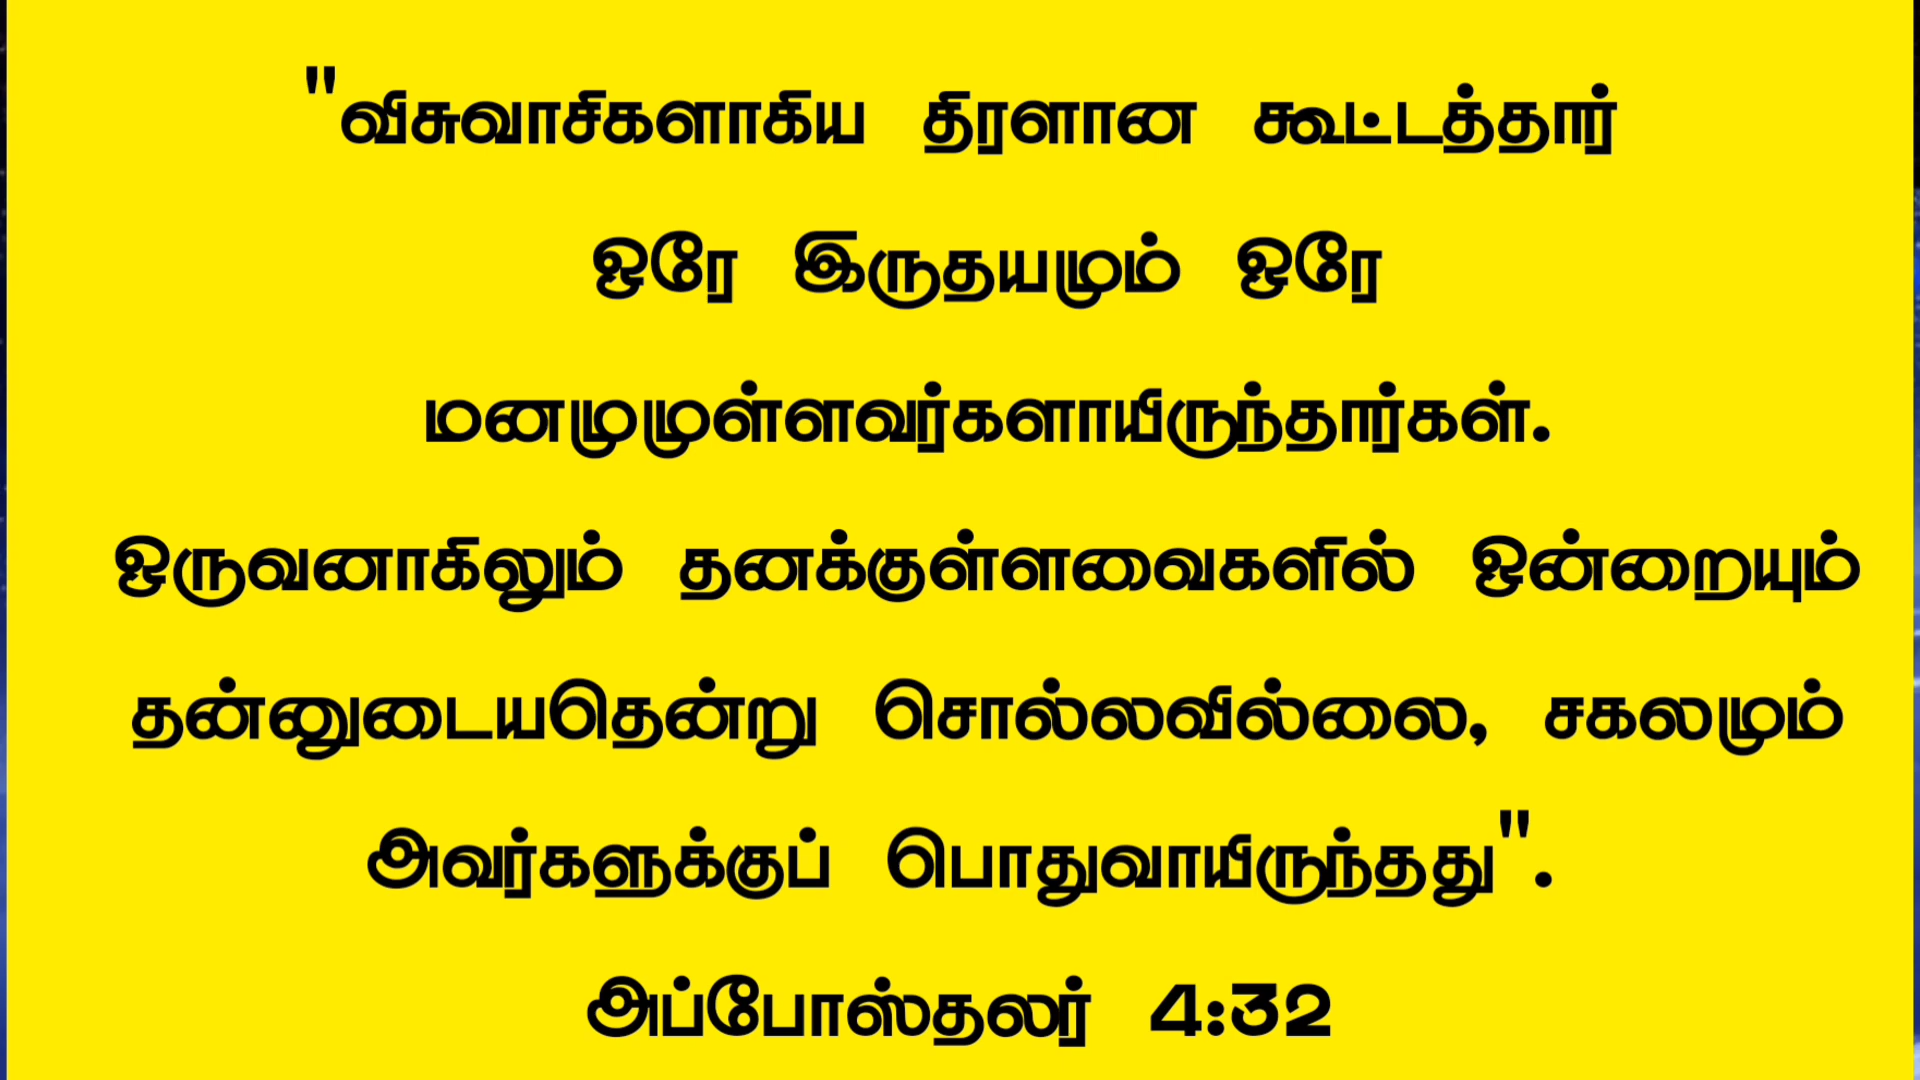 "விசுவாசிகளாகிய திரளான கூட்டத்தார்
ஒரே இருதயமும் ஒரே
மனமுமுள்ளவர்களாயிருந்தார்கள்.
ஒருவனாகிலும் தனக்குள்ளவைகளில் ஒன்றையும்
தன்னுடையதென்று சொல்லவில்லை, சகலமும்
அவர்களுக்குப் பொதுவாயிருந்தது".
அப்போஸ்தலர் 4:32